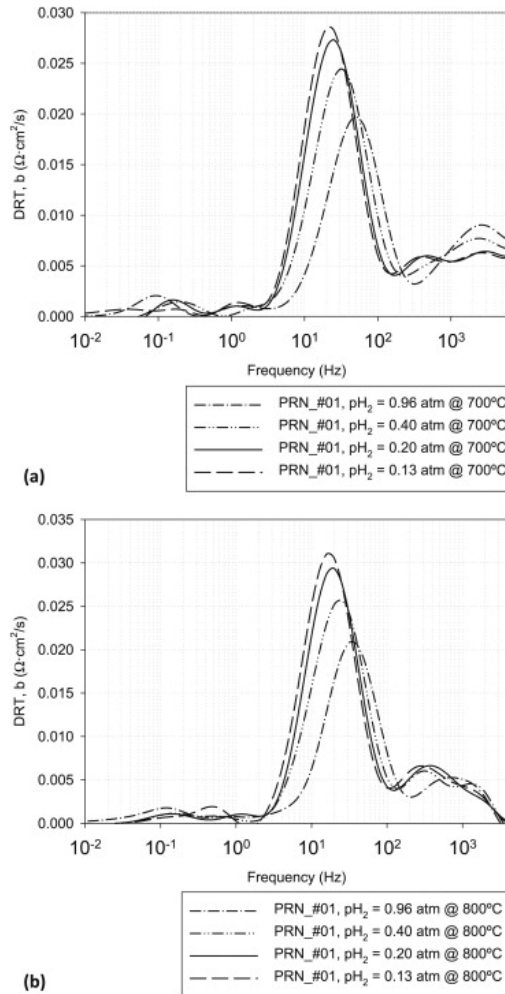 0.035
0.030
0.025
0.020
0.015
0.010
0.005
0.000
DRT, b (Ω·cm²/s)
10⁻² 10⁻¹ 10⁰ 10¹ 10² 10³
Frequency (Hz)
PRN_#01, pH₂ = 0.96 atm @ 700ºC
PRN_#01, pH₂ = 0.40 atm @ 700ºC
PRN_#01, pH₂ = 0.20 atm @ 700ºC
PRN_#01, pH₂ = 0.13 atm @ 700ºC
(a)
0.035
0.030
0.025
0.020
0.015
0.010
0.005
0.000
DRT, b (Ω·cm²/s)
10⁻² 10⁻¹ 10⁰ 10¹ 10² 10³
Frequency (Hz)
PRN_#01, pH₂ = 0.96 atm @ 800ºC
PRN_#01, pH₂ = 0.40 atm @ 800ºC
PRN_#01, pH₂ = 0.20 atm @ 800ºC
PRN_#01, pH₂ = 0.13 atm @ 800ºC
(b)